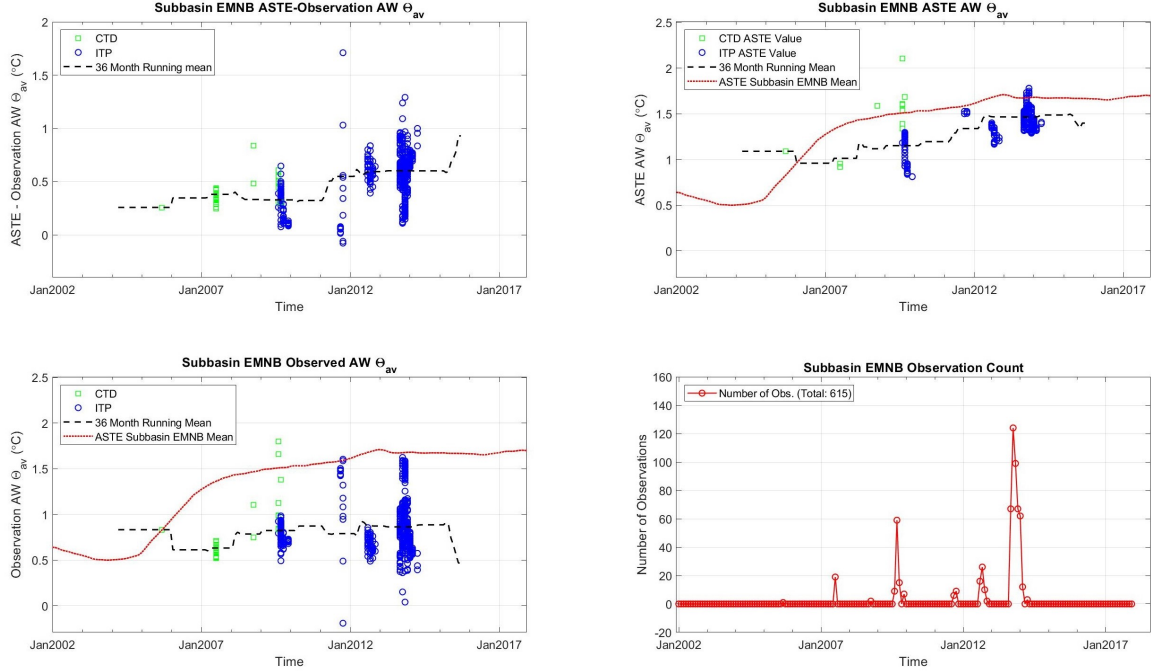 Subbasin EMNB ASTE-Observation AW Θav
2
1.5
1
0.5
0
ASTE - Observation AW Θav (°C)
CTD
ITP
36 Month Running mean
Jan2002
Jan2007
Jan2012
Jan2017
Time
Subbasin EMNB ASTE AW Θav
2.5
2
1.5
1
0.5
0
ASTE AW Θav (°C)
CTD ASTE Value
ITP ASTE Value
36 Month Running Mean
ASTE Subbasin EMNB Mean
Jan2002
Jan2007
Jan2012
Jan2017
Time
Subbasin EMNB Observed AW Θav
2.5
2
1.5
1
0.5
0
Observation AW Θav (°C)
CTD
ITP
36 Month Running Mean
ASTE Subbasin EMNB Mean
Jan2002
Jan2007
Jan2012
Jan2017
Time
Subbasin EMNB Observation Count
160
140
120
100
80
60
40
20
0
-20
Number of Observations
Number of Obs. (Total: 615)
Jan2002
Jan2007
Jan2012
Jan2017
Time